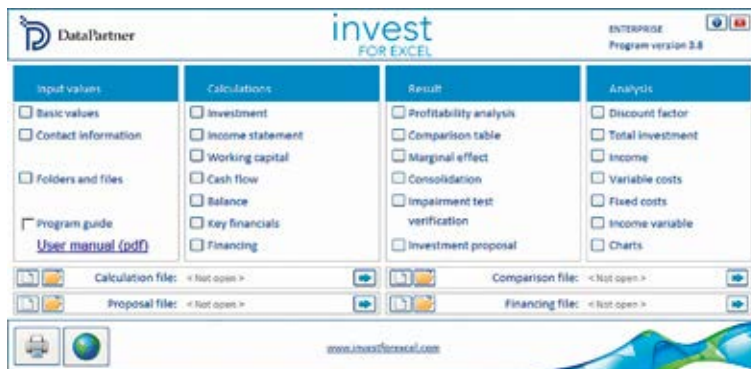 DataPartner
invest
FOR EXCEL
ENTERPRISE
Program version 3.8
Input values
Basic values
Contact information
Folders and files
Program guide
User manual (pdf)
Calculations
Investment
Income statement
Working capital
Cash flow
Balance
Key financials
Financing
Result
Profitability analysis
Comparison table
Marginal effect
Consolidation
Impairment test
verification
Investment proposal
Analysis
Discount factor
Total investment
Income
Variable costs
Fixed costs
Income variable
Charts
Calculation file: < Not open >
Comparison file: < Not open >
Proposal file: < Not open >
Financing file: < Not open >
www.investforexcel.com